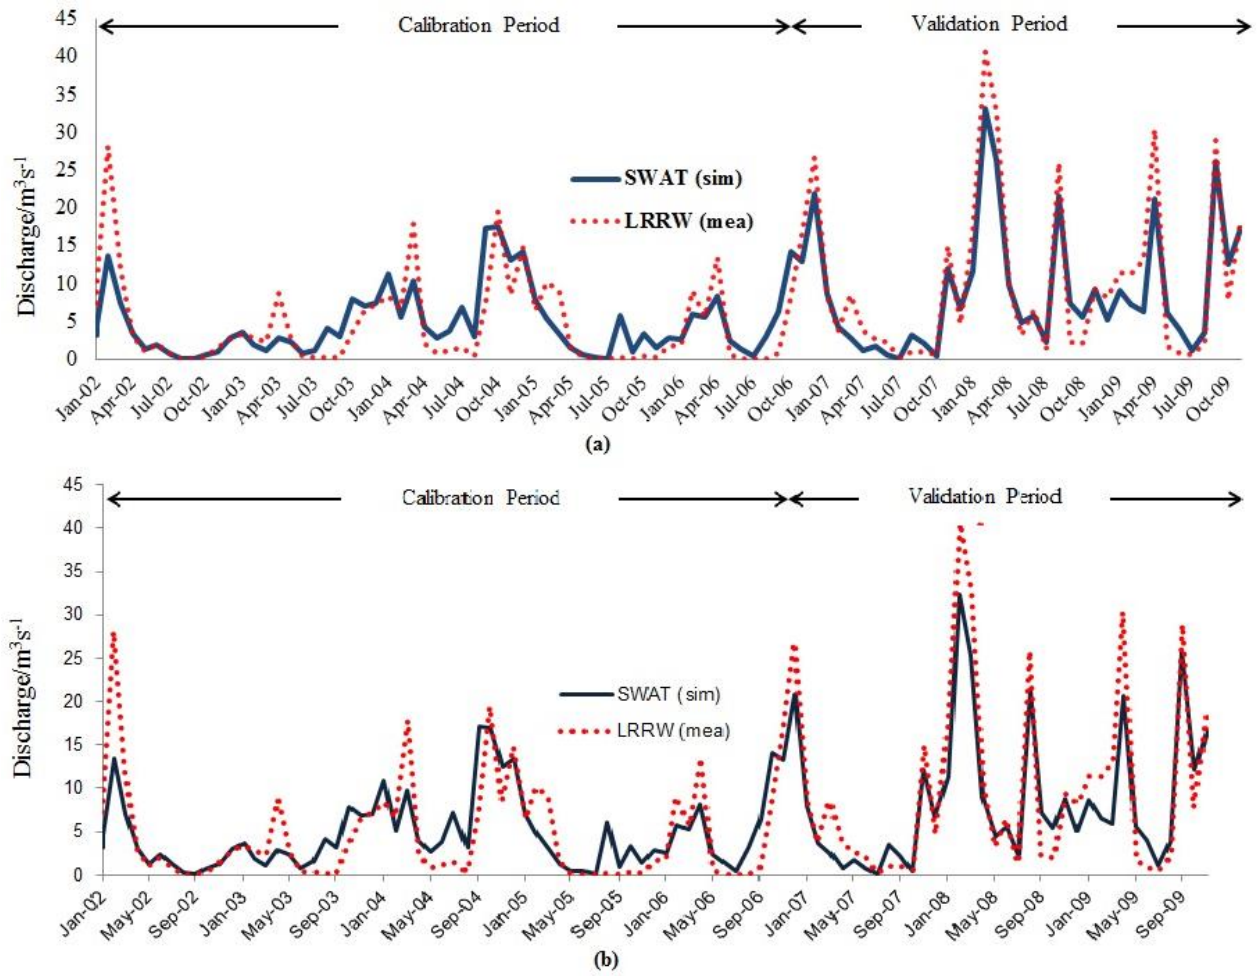 45
Calibration Period
Validation Period
40
35
30
25
20
15
10
5
0
Discharge/m³s⁻¹
SWAT (sim)
LRRW (mea)
Jan-02 Apr-02 Jul-02 Oct-02 Jan-03 Apr-03 Jul-03 Oct-03 Jan-04 Apr-04 Jul-04 Oct-04 Jan-05 Apr-05 Jul-05 Oct-05 Jan-06 Apr-06 Jul-06 Oct-06 Jan-07 Apr-07 Jul-07 Oct-07 Jan-08 Apr-08 Jul-08 Oct-08 Jan-09 Apr-09 Jul-09 Oct-09
(a)
45
Calibration Period
Validation Period
40
35
30
25
20
15
10
5
0
Discharge/m³s⁻¹
SWAT (sim)
LRRW (mea)
Jan-02 May-02 Sep-02 Jan-03 May-03 Sep-03 Jan-04 May-04 Sep-04 Jan-05 May-05 Sep-05 Jan-06 May-06 Sep-06 Jan-07 May-07 Sep-07 Jan-08 May-08 Sep-08 Jan-09 May-09 Sep-09
(b)